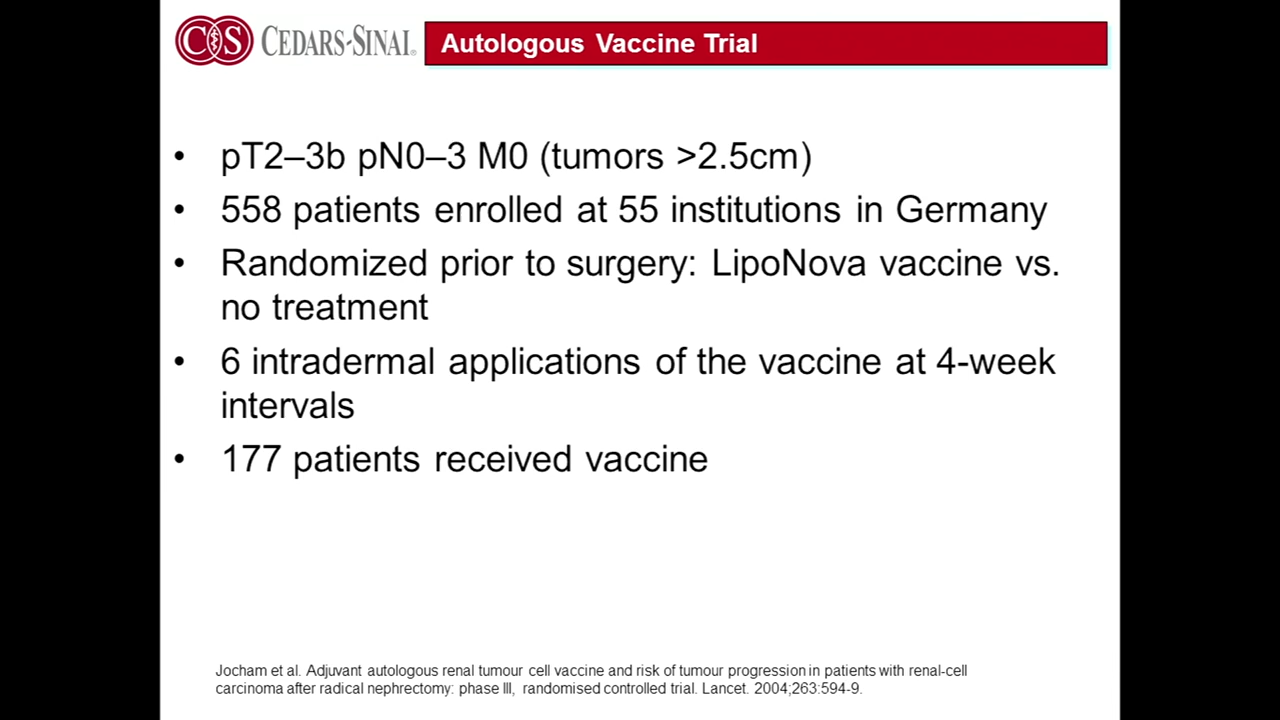 CS CEDARS-SINAI® Autologous Vaccine Trial
• pT2–3b pN0–3 M0 (tumors >2.5cm)
• 558 patients enrolled at 55 institutions in Germany
• Randomized prior to surgery: LipoNova vaccine vs.
no treatment
• 6 intradermal applications of the vaccine at 4-week
intervals
• 177 patients received vaccine
Jocham et al. Adjuvant autologous renal tumour cell vaccine and risk of tumour progression in patients with renal-cell
carcinoma after radical nephrectomy: phase III, randomised controlled trial. Lancet. 2004;263:594-9.